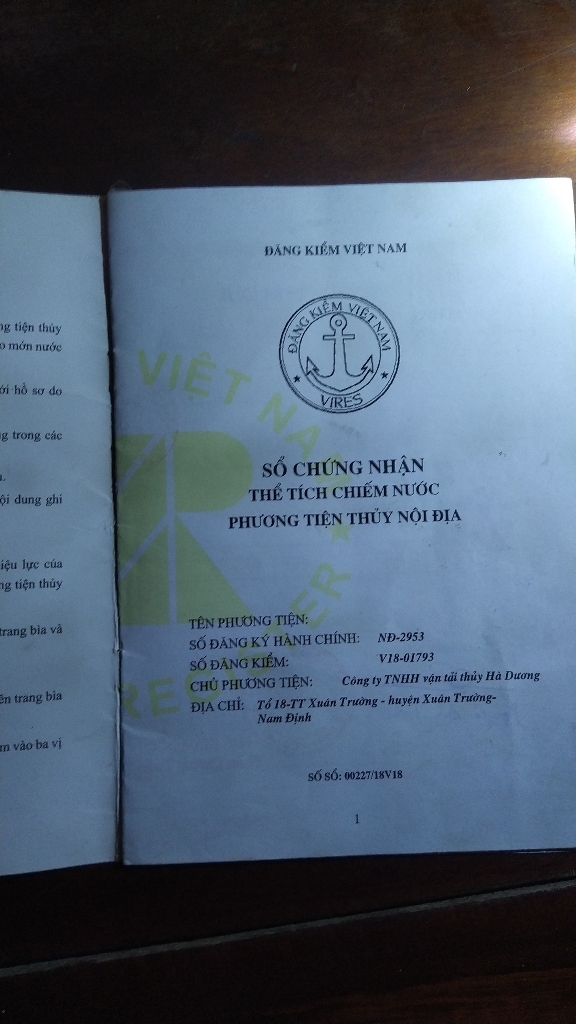 ng tiện thủy
o mớn nước
ới hồ sơ do
g trong các
ội dung ghi
iệu lực của
ng tiện thủy
trang bìa và
ên trang bìa
m vào ba vị
ĐĂNG KIỂM VIỆT NAM
ĐĂNG KIỂM VIỆT NAM
VIRES
VIỆT NAM
REGISTER
SỔ CHỨNG NHẬN
THỂ TÍCH CHIẾM NƯỚC
PHƯƠNG TIỆN THỦY NỘI ĐỊA
TÊN PHƯƠNG TIỆN:
SỐ ĐĂNG KÝ HÀNH CHÍNH: NĐ-2953
SỐ ĐĂNG KIỂM: V18-01793
CHỦ PHƯƠNG TIỆN: Công ty TNHH vận tải thủy Hà Dương
ĐỊA CHỈ: Tổ 18-TT Xuân Trường - huyện Xuân Trường-
Nam Định
SỐ SỔ: 00227/18V18
1